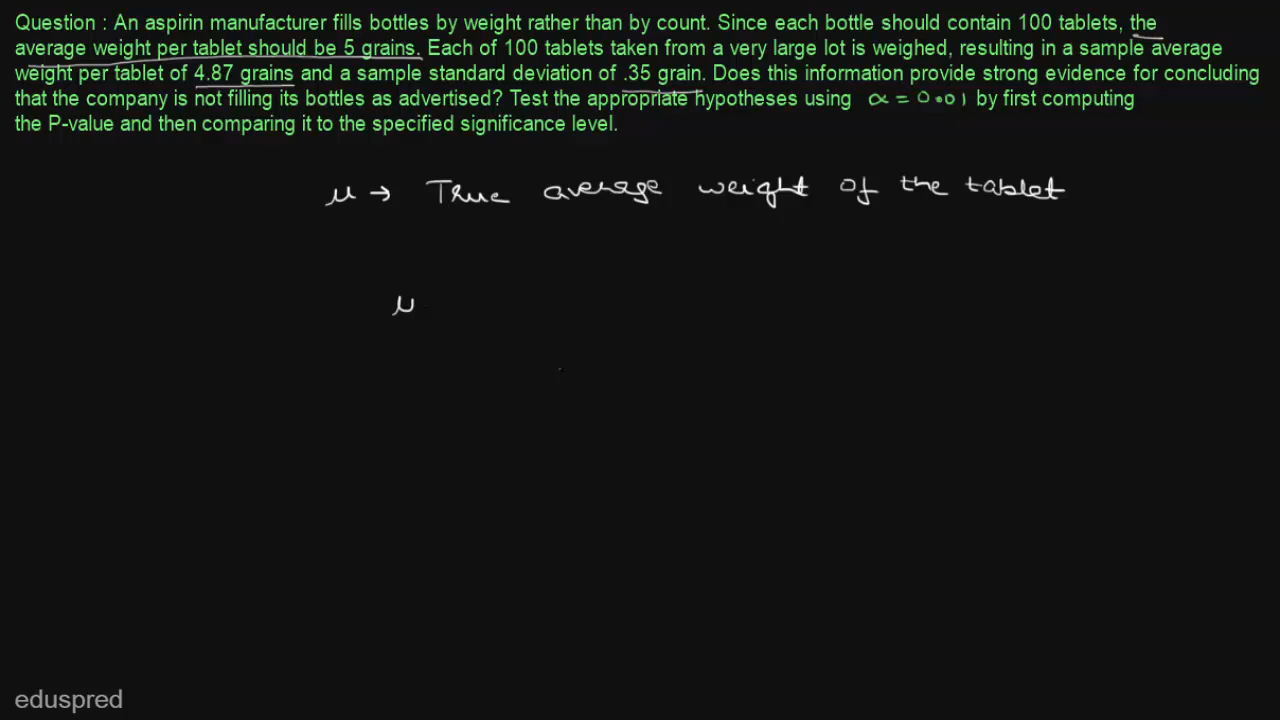 Question : An aspirin manufacturer fills bottles by weight rather than by count. Since each bottle should contain 100 tablets, the
average weight per tablet should be 5 grains. Each of 100 tablets taken from a very large lot is weighed, resulting in a sample average
weight per tablet of 4.87 grains and a sample standard deviation of .35 grain. Does this information provide strong evidence for concluding
that the company is not filling its bottles as advertised? Test the appropriate hypotheses using α = 0.01 by first computing
the P-value and then comparing it to the specified significance level.
μ → True average weight of the tablet
μ
eduspred